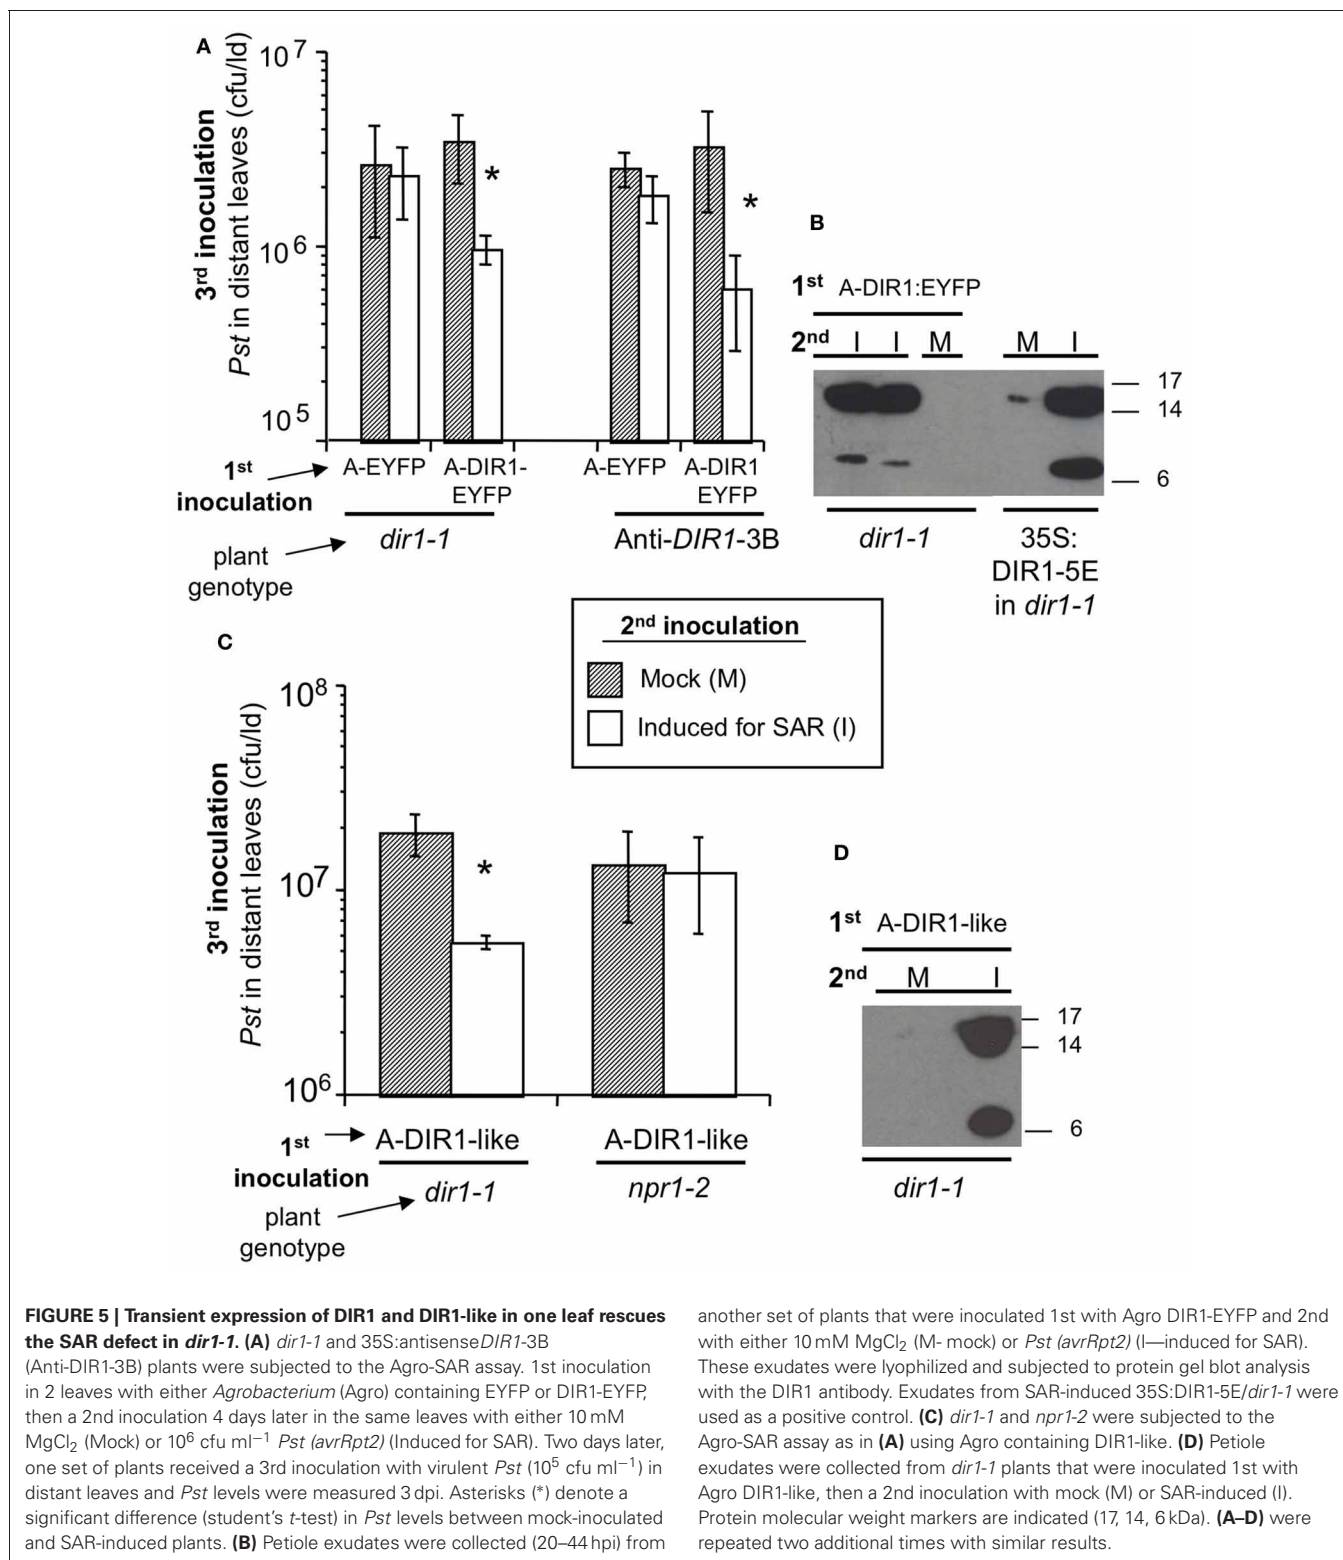 A
10^7
10^6
10^5
3rd inoculation
Pst in distant leaves (cfu/ld)
*
*
1st
inoculation
A-EYFP
A-DIR1-
EYFP
A-EYFP
A-DIR1
EYFP
dir1-1
Anti-DIR1-3B
plant
genotype
B
1st A-DIR1:EYFP
2nd I I M M I
17
14
6
dir1-1
35S:
DIR1-5E
in dir1-1
2nd inoculation
Mock (M)
Induced for SAR (I)
C
10^8
10^7
10^6
3rd inoculation
Pst in distant leaves (cfu/ld)
*
1st
inoculation
A-DIR1-like
A-DIR1-like
dir1-1
npr1-2
plant
genotype
D
1st A-DIR1-like
2nd M I
17
14
6
dir1-1
FIGURE 5 | Transient expression of DIR1 and DIR1-like in one leaf rescues
the SAR defect in dir1-1. (A) dir1-1 and 35S:antisenseDIR1-3B
(Anti-DIR1-3B) plants were subjected to the Agro-SAR assay. 1st inoculation
in 2 leaves with either Agrobacterium (Agro) containing EYFP or DIR1-EYFP,
then a 2nd inoculation 4 days later in the same leaves with either 10 mM
MgCl₂ (Mock) or 10⁶ cfu ml⁻¹ Pst (avrRpt2) (Induced for SAR). Two days later,
one set of plants received a 3rd inoculation with virulent Pst (10⁵ cfu ml⁻¹) in
distant leaves and Pst levels were measured 3 dpi. Asterisks (*) denote a
significant difference (student's t-test) in Pst levels between mock-inoculated
and SAR-induced plants. (B) Petiole exudates were collected (20–44 hpi) from
another set of plants that were inoculated 1st with Agro DIR1-EYFP and 2nd
with either 10 mM MgCl₂ (M- mock) or Pst (avrRpt2) (I—induced for SAR).
These exudates were lyophilized and subjected to protein gel blot analysis
with the DIR1 antibody. Exudates from SAR-induced 35S:DIR1-5E/dir1-1 were
used as a positive control. (C) dir1-1 and npr1-2 were subjected to the
Agro-SAR assay as in (A) using Agro containing DIR1-like. (D) Petiole
exudates were collected from dir1-1 plants that were inoculated 1st with
Agro DIR1-like, then a 2nd inoculation with mock (M) or SAR-induced (I).
Protein molecular weight markers are indicated (17, 14, 6 kDa). (A–D) were
repeated two additional times with similar results.